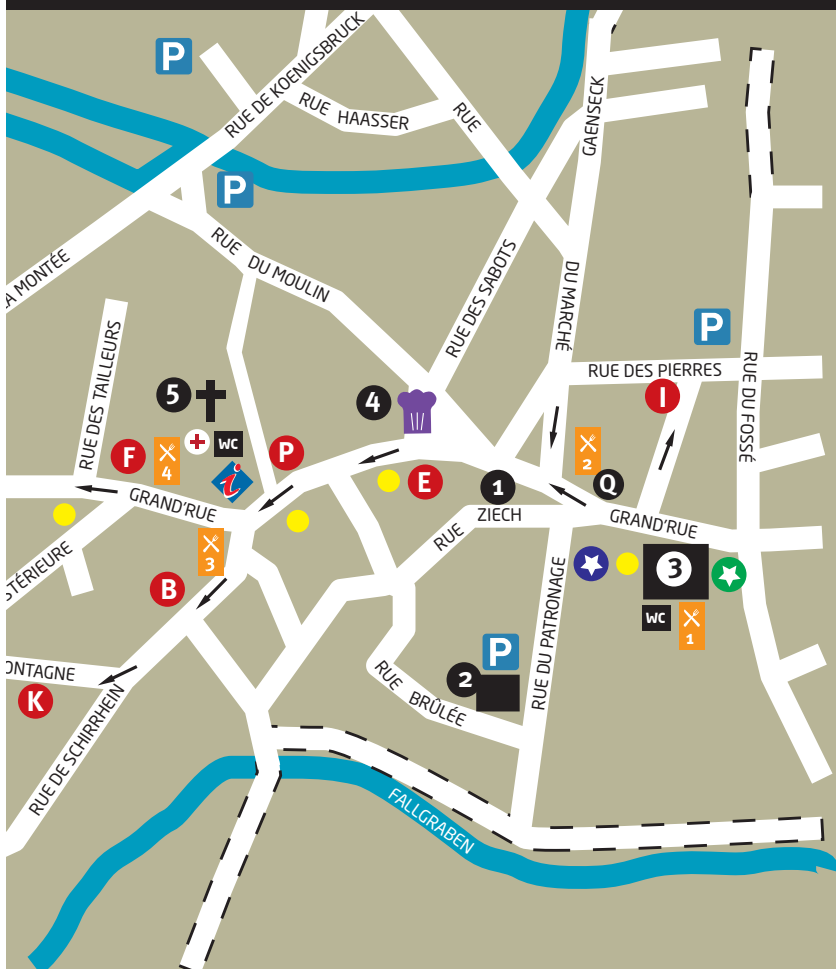 P
RUE DE KOENIGSBRUCK
RUE HAASSER
RUE
GAENSECK
P
LA MONTÉE
RUE DU MOULIN
RUE DES SABOTS
DU MARCHÉ
P
RUE DES TAILLEURS
RUE DES PIERRES
RUE DU FOSSÉ
5
4
I
WC
F
4
i
P
2
E
1
Q
GRAND'RUE
RUE ZIECH
GRAND'RUE
3
STÉRIEURE
B
3
WC
1
RUE DU PATRONAGE
P
2
ONTAGNE
K
RUE BRÛLÉE
RUE DE SCHIRRHEIN
FALLGRABEN